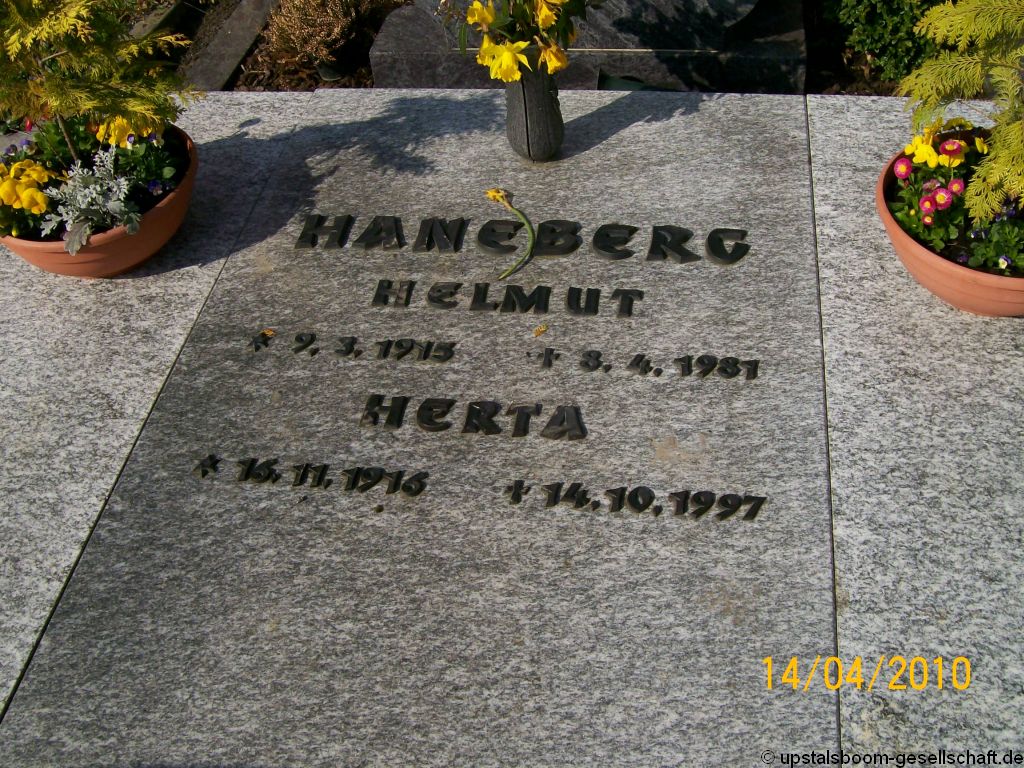 HANEBERG
HELMUT
* 9. 3. 1915 † 8. 4. 1981
HERTA
* 16. 11. 1916 † 14. 10. 1997
14/04/2010
© upstalsboom-gesellschaft.de